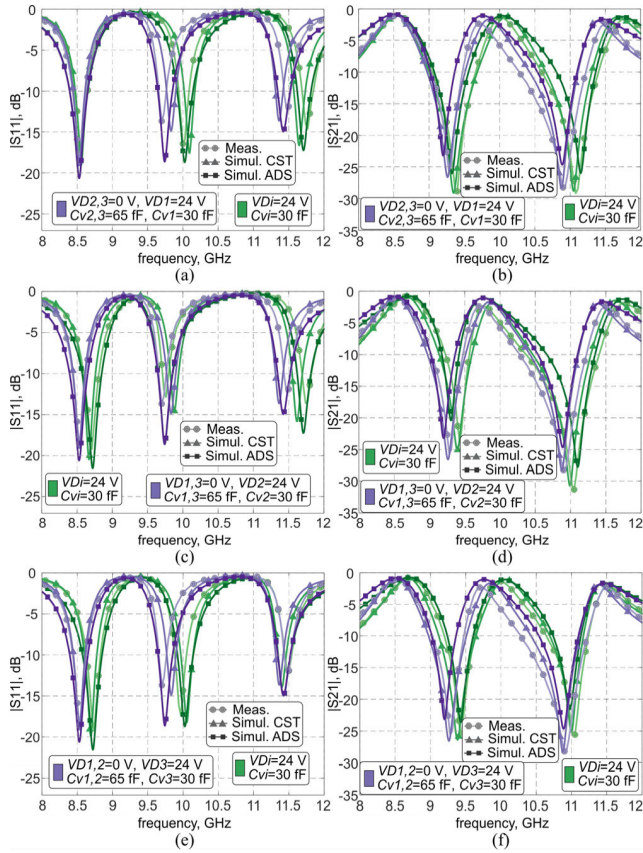 0
-5
-10
-15
-20
-25
|S11|, dB
Meas.
Simul. CST
Simul. ADS
VD2,3=0 V, VD1=24 V
Cv2,3=65 fF, Cv1=30 fF
VDi=24 V
Cvi=30 fF
8 8.5 9 9.5 10 10.5 11 11.5 12
frequency, GHz
(a)
0
-5
-10
-15
-20
-25
-30
-35
|S21|, dB
Meas.
Simul. CST
Simul. ADS
VD2,3=0 V, VD1=24 V
Cv2,3=65 fF, Cv1=30 fF
VDi=24 V
Cvi=30 fF
8 8.5 9 9.5 10 10.5 11 11.5 12
frequency, GHz
(b)
0
-5
-10
-15
-20
-25
|S11|, dB
Meas.
Simul. CST
Simul. ADS
VDi=24 V
Cvi=30 fF
VD1,3=0 V, VD2=24 V
Cv1,3=65 fF, Cv2=30 fF
8 8.5 9 9.5 10 10.5 11 11.5 12
frequency, GHz
(c)
0
-5
-10
-15
-20
-25
-30
-35
|S21|, dB
Meas.
Simul. CST
Simul. ADS
VDi=24 V
Cvi=30 fF
VD1,3=0 V, VD2=24 V
Cv1,3=65 fF, Cv2=30 fF
8 8.5 9 9.5 10 10.5 11 11.5 12
frequency, GHz
(d)
0
-5
-10
-15
-20
-25
|S11|, dB
Meas.
Simul. CST
Simul. ADS
VD1,2=0 V, VD3=24 V
Cv1,2=65 fF, Cv3=30 fF
VDi=24 V
Cvi=30 fF
8 8.5 9 9.5 10 10.5 11 11.5 12
frequency, GHz
(e)
0
-5
-10
-15
-20
-25
-30
-35
|S21|, dB
Meas.
Simul. CST
Simul. ADS
VD1,2=0 V, VD3=24 V
Cv1,2=65 fF, Cv3=30 fF
VDi=24 V
Cvi=30 fF
8 8.5 9 9.5 10 10.5 11 11.5 12
frequency, GHz
(f)